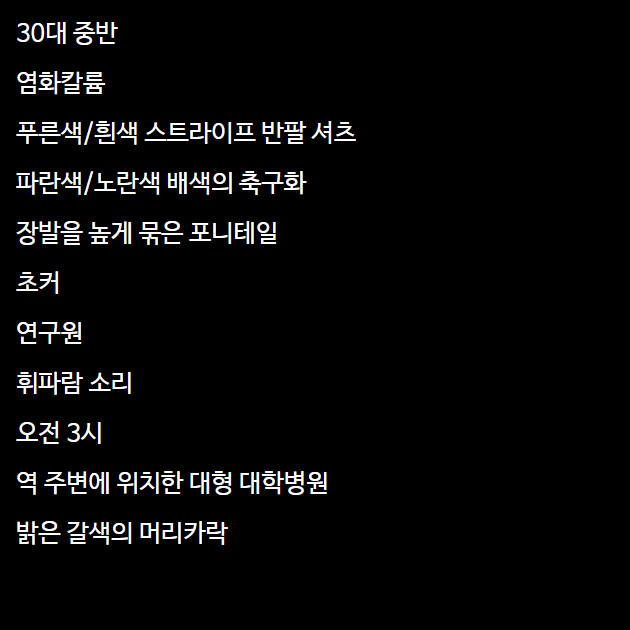 30대 중반
염화칼륨
푸른색/흰색 스트라이프 반팔 셔츠
파란색/노란색 배색의 축구화
장발을 높게 묶은 포니테일
초커
연구원
휘파람 소리
오전 3시
역 주변에 위치한 대형 대학병원
밝은 갈색의 머리카락